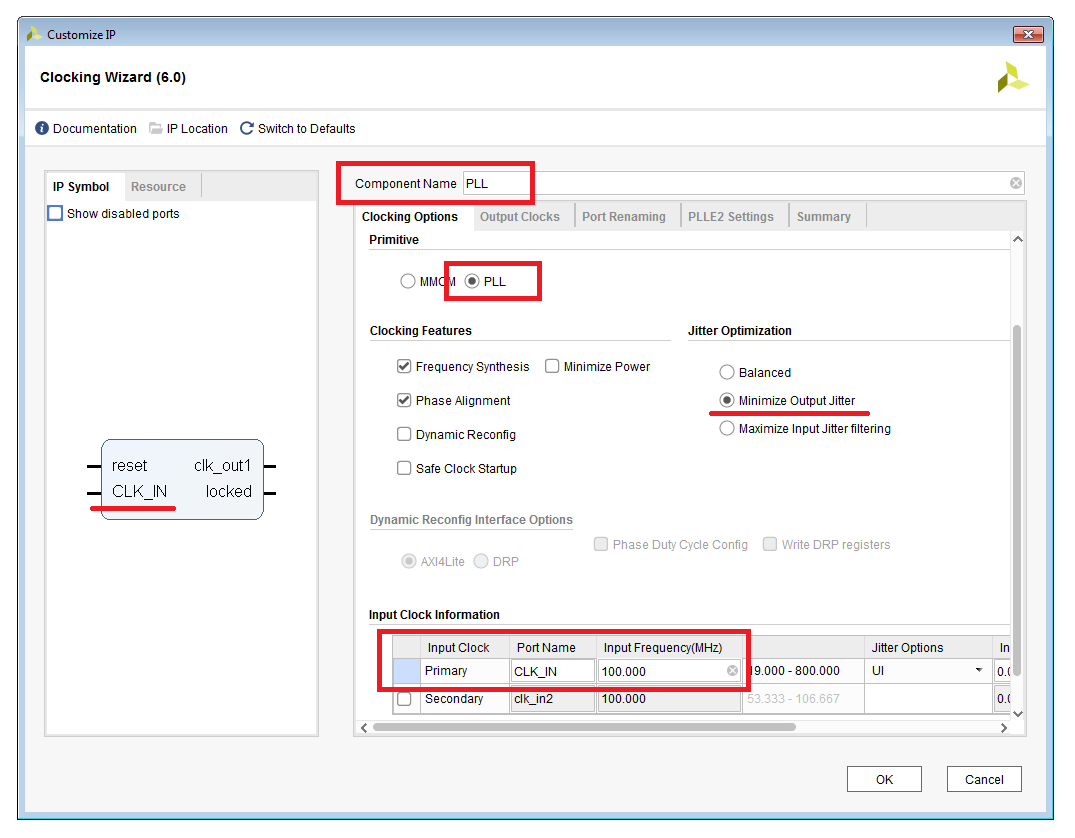 Customize IP
Clocking Wizard (6.0)
Documentation IP Location Switch to Defaults
IP Symbol Resource
Show disabled ports
reset clk_out1
CLK_IN locked
Component Name PLL
Clocking Options Output Clocks Port Renaming PLLE2 Settings Summary
Primitive
MMCM PLL
Clocking Features Jitter Optimization
Frequency Synthesis Minimize Power
Balanced
Phase Alignment
Minimize Output Jitter
Dynamic Reconfig
Maximize Input Jitter filtering
Safe Clock Startup
Dynamic Reconfig Interface Options
Phase Duty Cycle Config Write DRP registers
AXI4Lite DRP
Input Clock Information
Input Clock Port Name Input Frequency(MHz) Jitter Options In
Primary CLK_IN 100.000 19.000 - 800.000 UI 0.0
Secondary clk_in2 100.000 53.333 - 106.667 0.0
OK Cancel